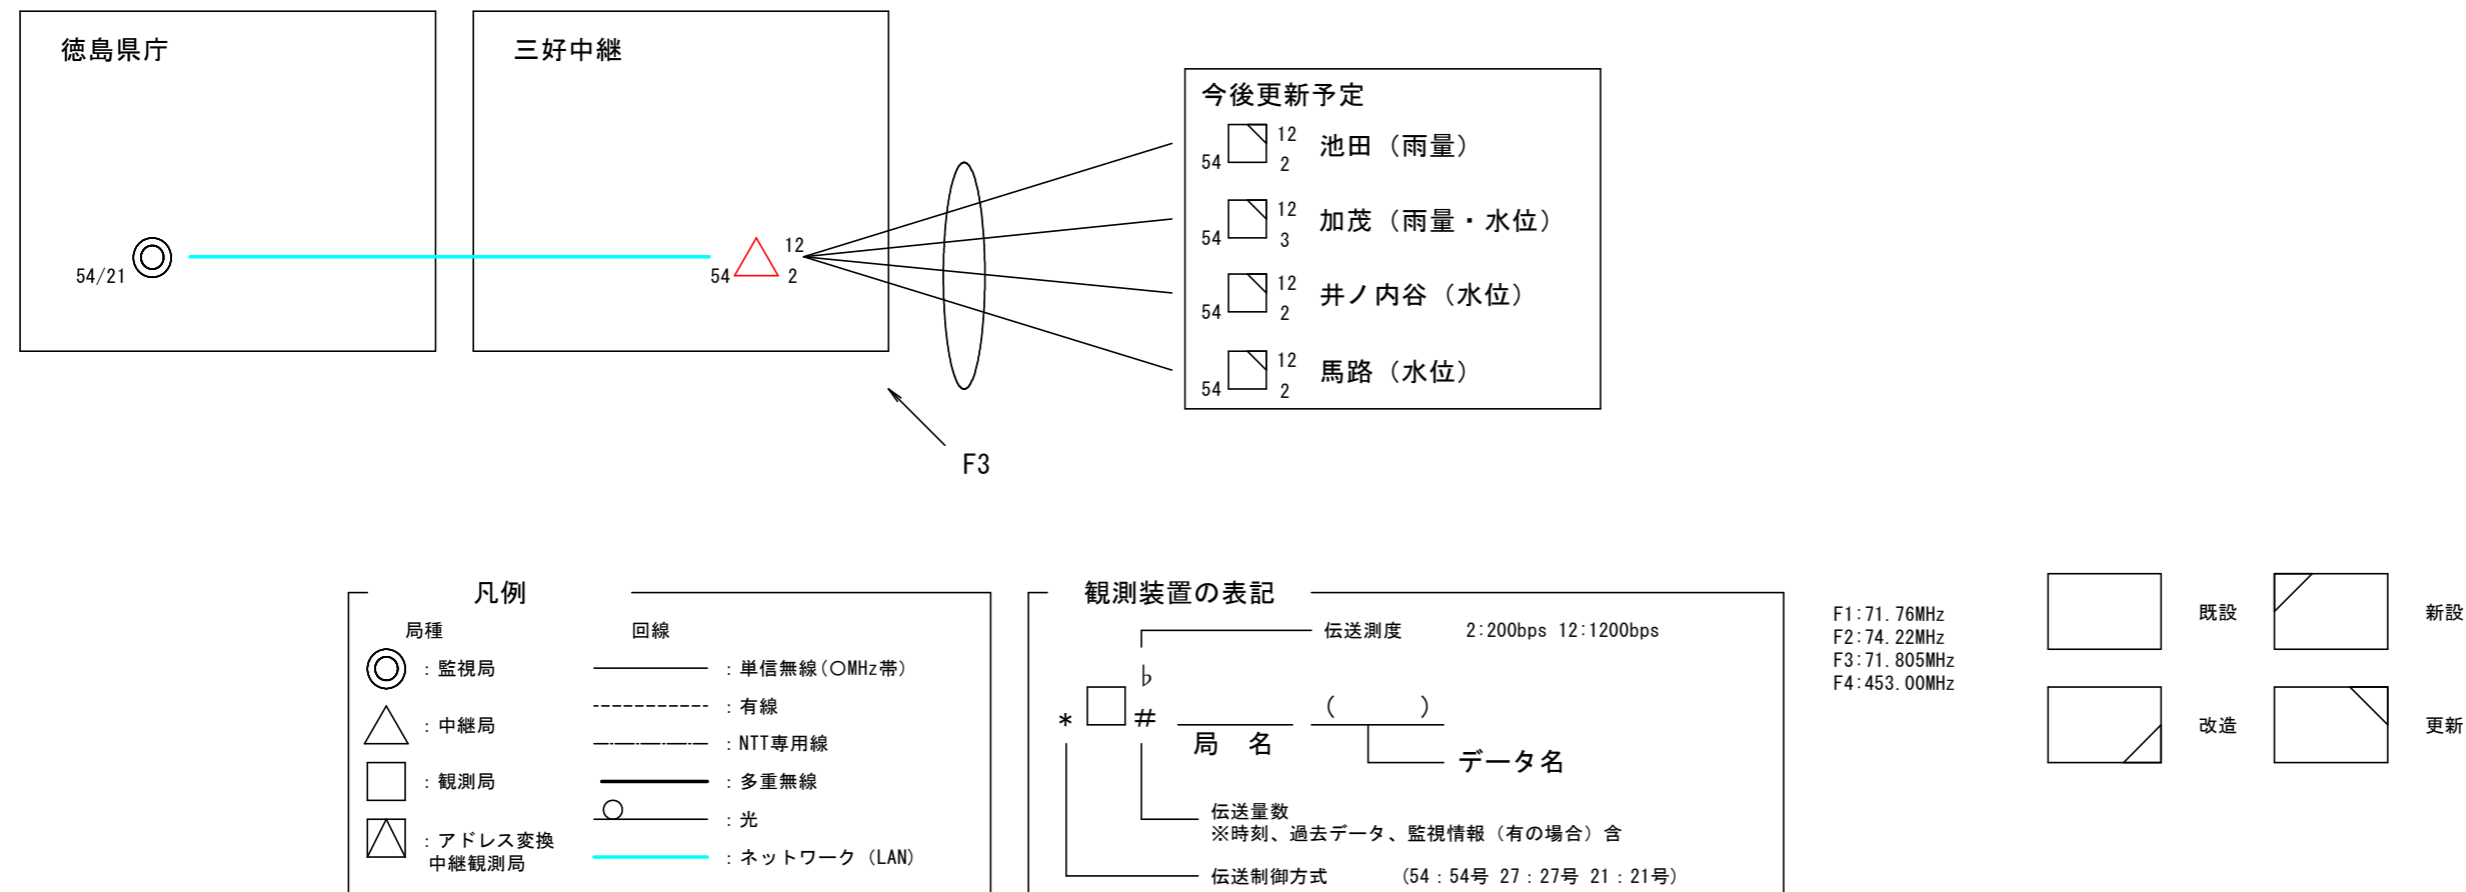 徳島県庁
三好中継
54/21
54
12
2
今後更新予定
54 12 2 池田（雨量）
54 12 3 加茂（雨量・水位）
54 12 2 井ノ内谷（水位）
54 12 2 馬路（水位）
F3
凡例
局種 回線
：監視局
：中継局
：観測局
：アドレス変換
中継観測局
：単信無線(○MHz帯)
：有線
：NTT専用線
：多重無線
：光
：ネットワーク（LAN）
観測装置の表記
伝送測度 2:200bps 12:1200bps
♭
* # （ ）
局 名
データ名
伝送量数
※時刻、過去データ、監視情報（有の場合）含
伝送制御方式 （54：54号 27：27号 21：21号）
F1:71.76MHz
F2:74.22MHz
F3:71.805MHz
F4:453.00MHz
既設 新設
改造 更新